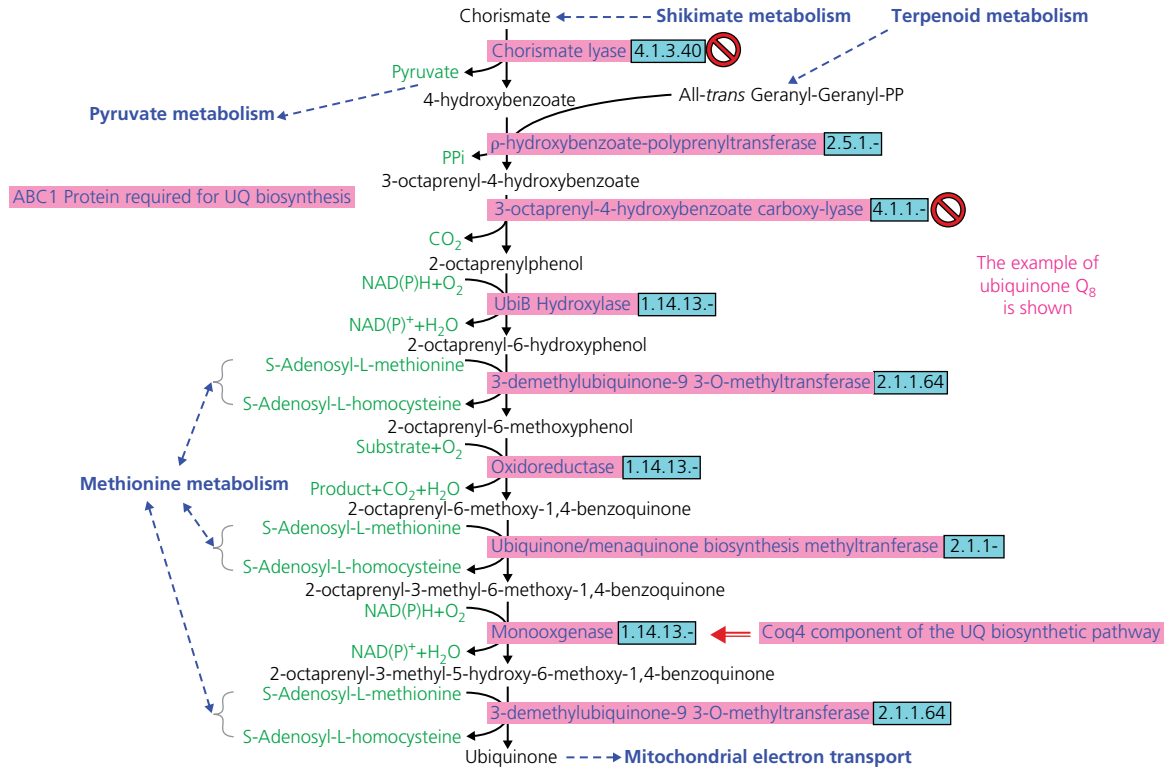 Chorismate
Shikimate metabolism
Terpenoid metabolism
Chorismate lyase 4.1.3.40
Pyruvate
Pyruvate metabolism
4-hydroxybenzoate
All-trans Geranyl-Geranyl-PP
ρ-hydroxybenzoate-polyprenyltransferase 2.5.1.-
PPi
3-octaprenyl-4-hydroxybenzoate
ABC1 Protein required for UQ biosynthesis
3-octaprenyl-4-hydroxybenzoate carboxy-lyase 4.1.1.-
CO2
2-octaprenylphenol
The example of
ubiquinone Q8
is shown
NAD(P)H+O2
UbiB Hydroxylase 1.14.13.-
NAD(P)++H2O
2-octaprenyl-6-hydroxyphenol
S-Adenosyl-L-methionine
3-demethylubiquinone-9 3-O-methyltransferase 2.1.1.64
S-Adenosyl-L-homocysteine
2-octaprenyl-6-methoxyphenol
Substrate+O2
Oxidoreductase 1.14.13.-
Product+CO2+H2O
Methionine metabolism
2-octaprenyl-6-methoxy-1,4-benzoquinone
S-Adenosyl-L-methionine
Ubiquinone/menaquinone biosynthesis methyltranferase 2.1.1-
S-Adenosyl-L-homocysteine
2-octaprenyl-3-methyl-6-methoxy-1,4-benzoquinone
NAD(P)H+O2
Monooxgenase 1.14.13.-
Coq4 component of the UQ biosynthetic pathway
NAD(P)++H2O
2-octaprenyl-3-methyl-5-hydroxy-6-methoxy-1,4-benzoquinone
S-Adenosyl-L-methionine
3-demethylubiquinone-9 3-O-methyltransferase 2.1.1.64
S-Adenosyl-L-homocysteine
Ubiquinone
Mitochondrial electron transport